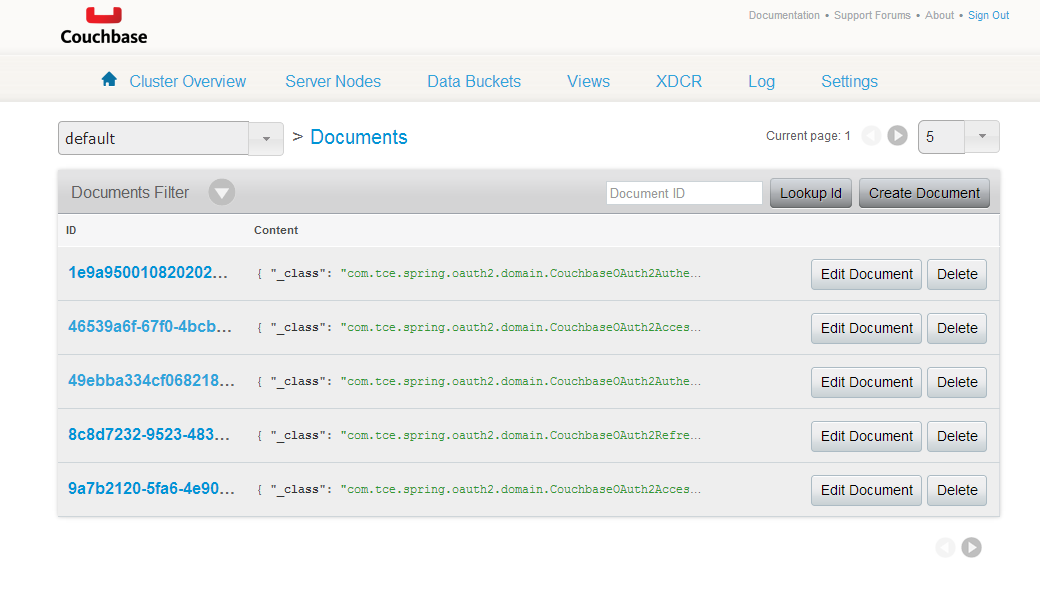 Couchbase
Documentation • Support Forums • About • Sign Out
Cluster Overview Server Nodes Data Buckets Views XDCR Log Settings
default > Documents Current page: 1 5
Documents Filter Document ID Lookup Id Create Document
ID Content
1e9a950010820202... { "_class": "com.tce.spring.oauth2.domain.CouchbaseOAuth2Authe... Edit Document Delete
46539a6f-67f0-4bcb... { "_class": "com.tce.spring.oauth2.domain.CouchbaseOAuth2Acces... Edit Document Delete
49ebba334cf068218... { "_class": "com.tce.spring.oauth2.domain.CouchbaseOAuth2Authe... Edit Document Delete
8c8d7232-9523-483... { "_class": "com.tce.spring.oauth2.domain.CouchbaseOAuth2Refre... Edit Document Delete
9a7b2120-5fa6-4e90... { "_class": "com.tce.spring.oauth2.domain.CouchbaseOAuth2Acces... Edit Document Delete